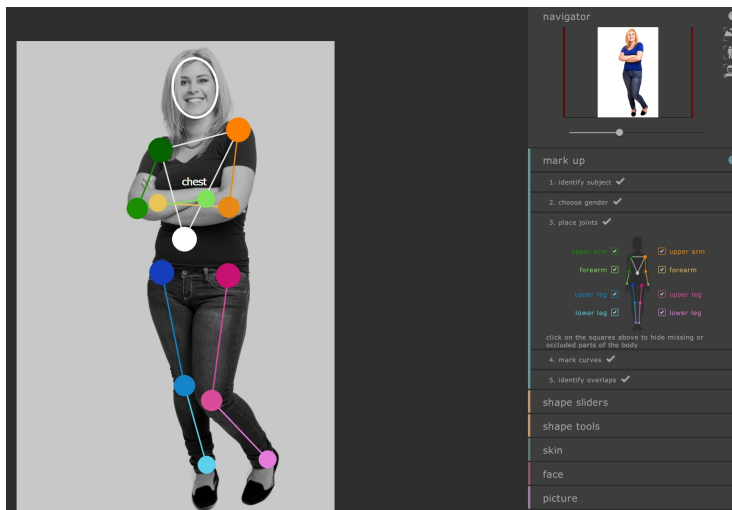 navigator
chest
mark up
1. identify subject
2. choose gender
3. place joints
upper arm
upper arm
forearm
forearm
upper leg
upper leg
lower leg
lower leg
click on the squares above to hide missing or
occluded parts of the body
4. mark curves
5. identify overlaps
shape sliders
shape tools
skin
face
picture